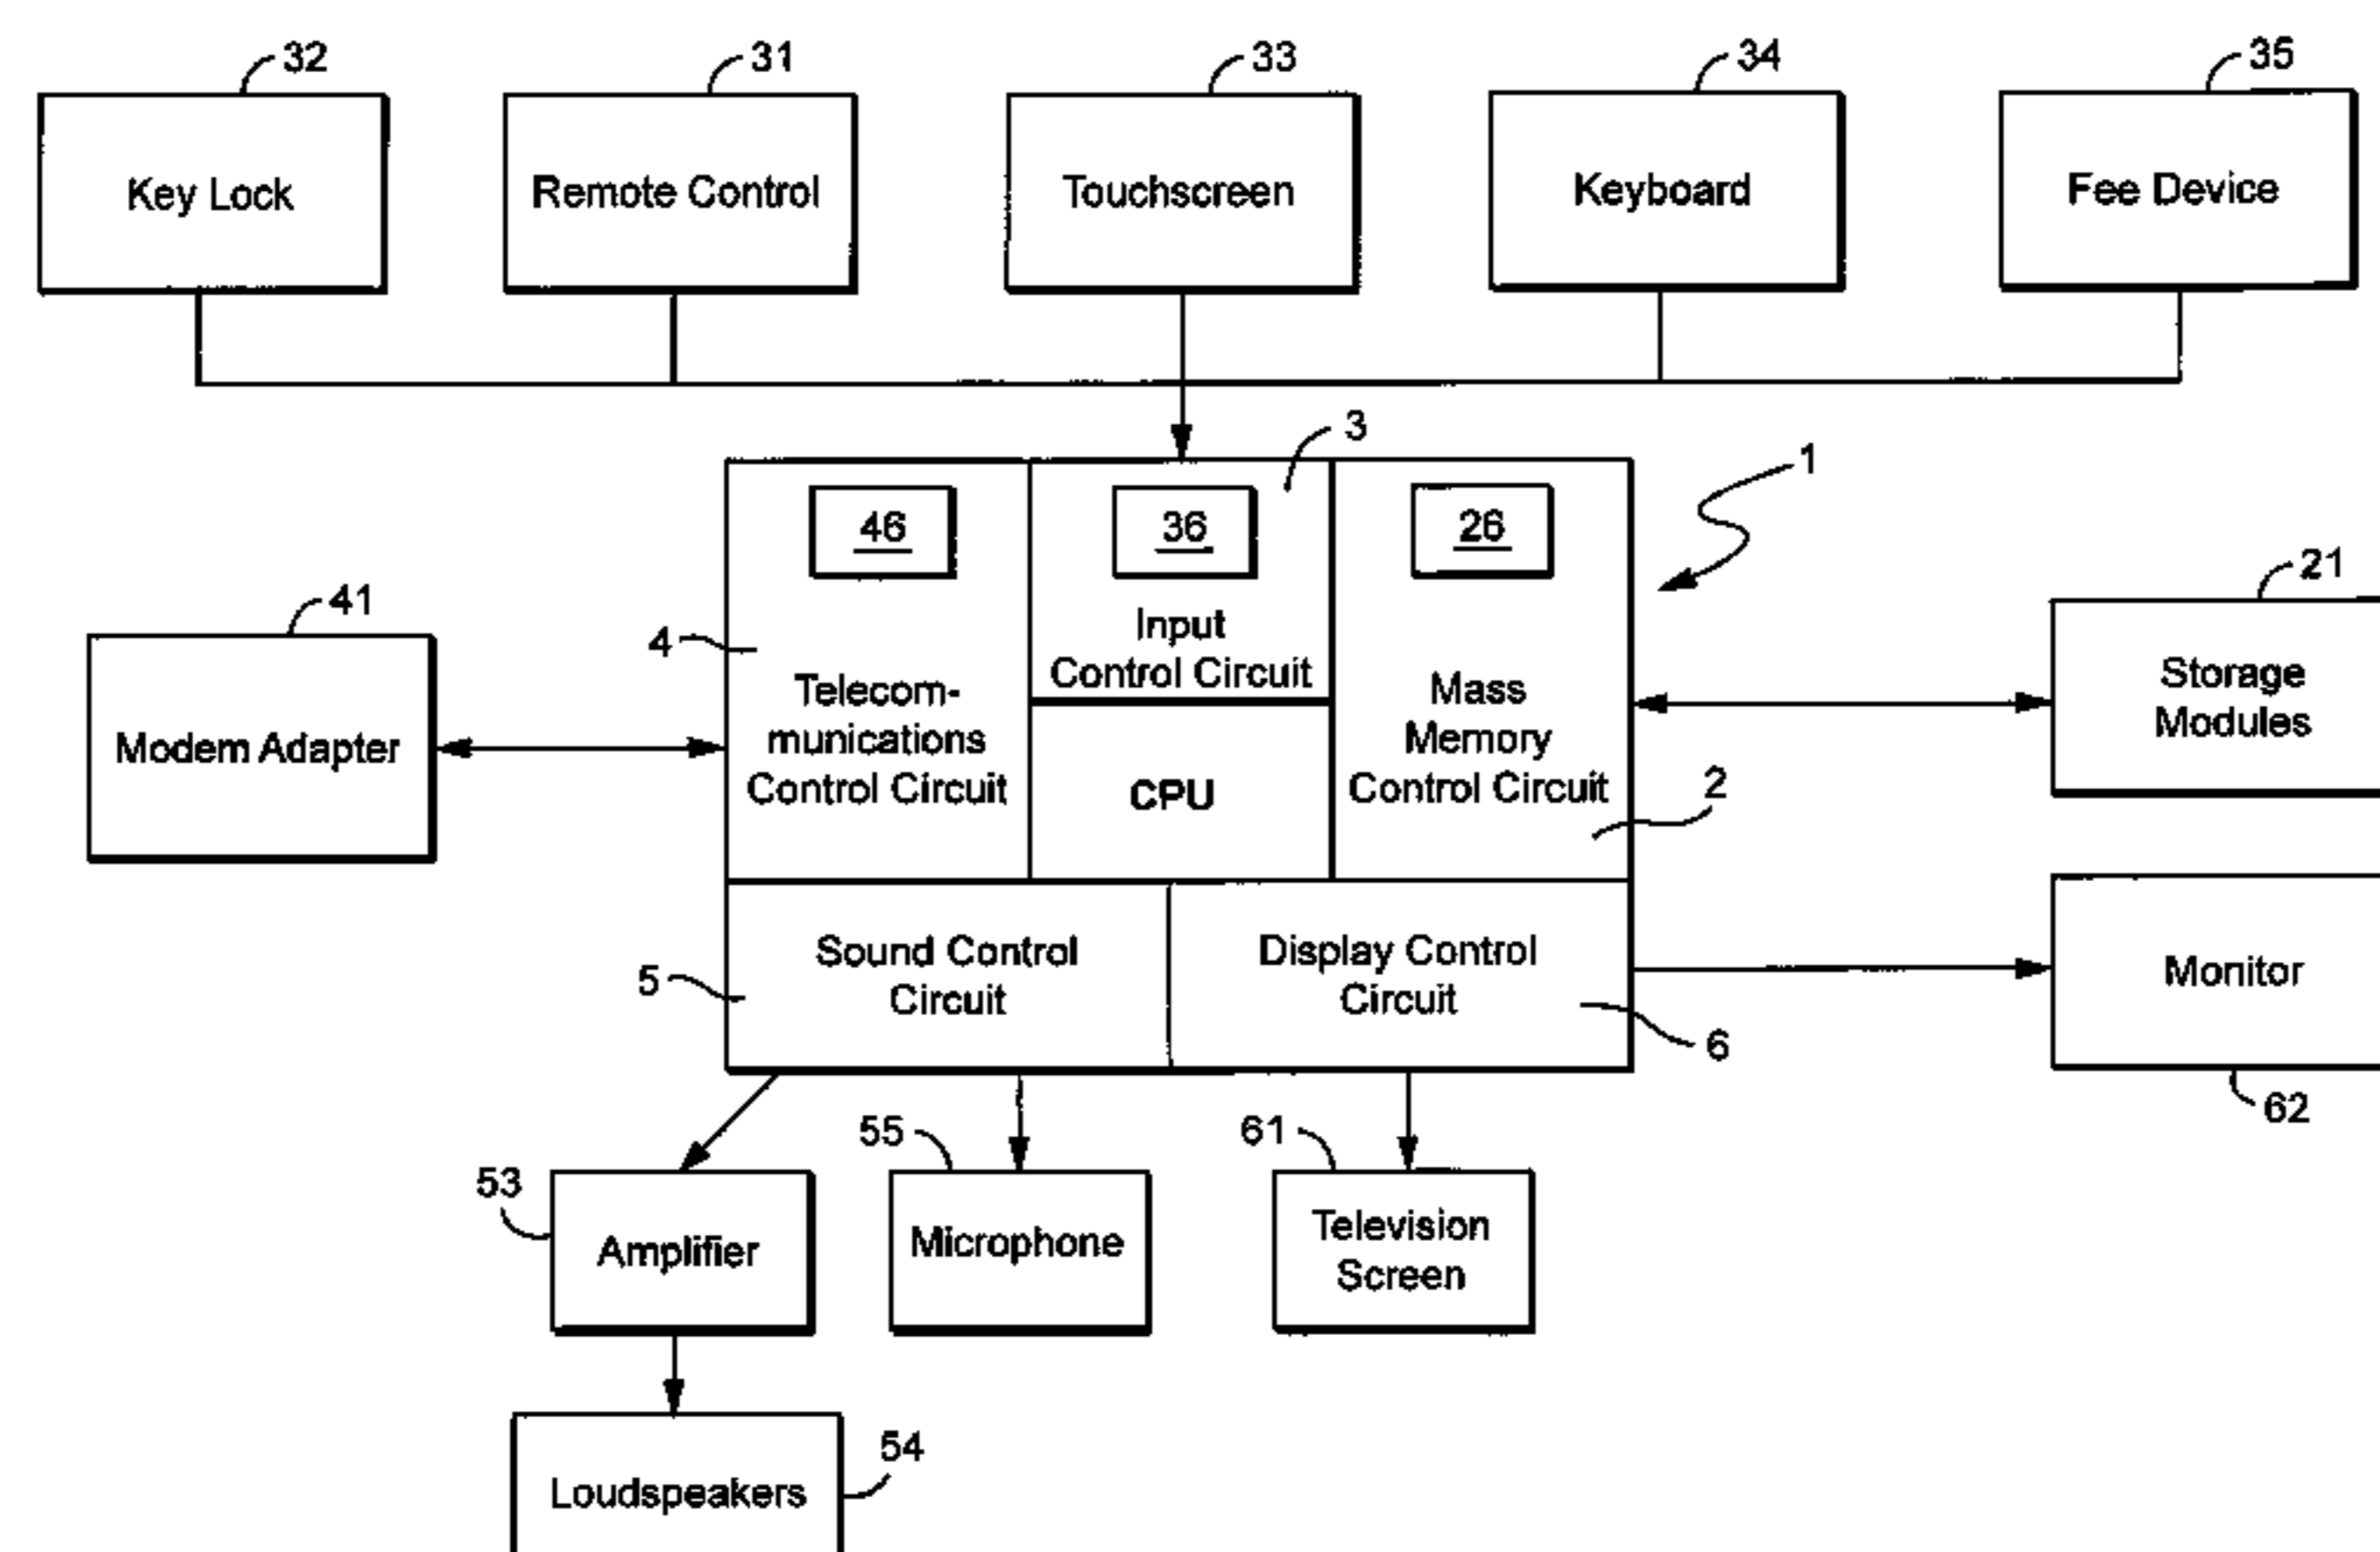 32
31
33
34
35
Key Lock
Remote Control
Touchscreen
Keyboard
Fee Device
3
1
46
36
26
21
41
4
Input
Control Circuit
Telecom-
munications
Control Circuit
Mass
Memory
Control Circuit
Storage
Modules
Modem Adapter
CPU
2
Sound Control
Circuit
Display Control
Circuit
Monitor
5
6
62
55
61
53
Amplifier
Microphone
Television
Screen
54
Loudspeakers